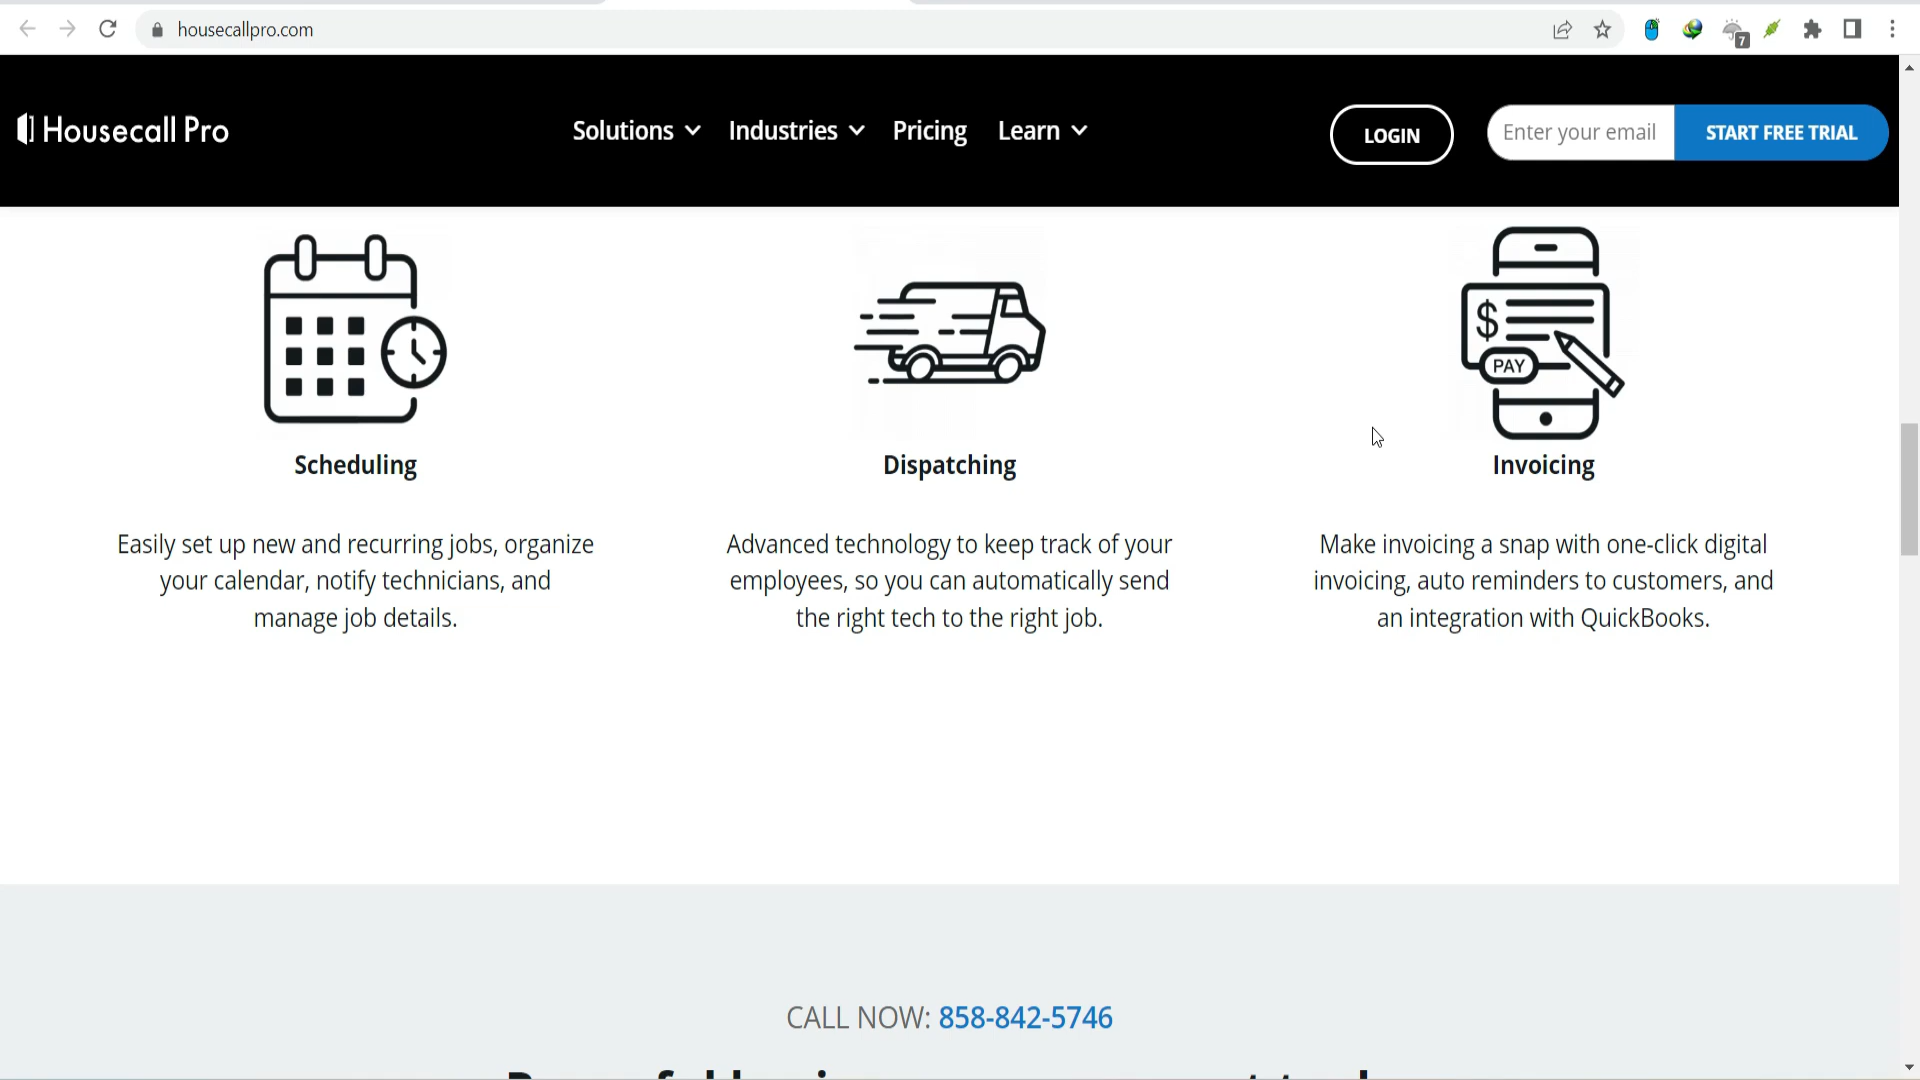 housecallpro.com
7
Housecall Pro
Solutions
Industries
Pricing
Learn
LOGIN
Enter your email
START FREE TRIAL
$
PAY
Scheduling
Dispatching
Invoicing
Easily set up new and recurring jobs, organize
your calendar, notify technicians, and
manage job details.
Advanced technology to keep track of your
employees, so you can automatically send
the right tech to the right job.
Make invoicing a snap with one-click digital
invoicing, auto reminders to customers, and
an integration with QuickBooks.
CALL NOW: 858-842-5746